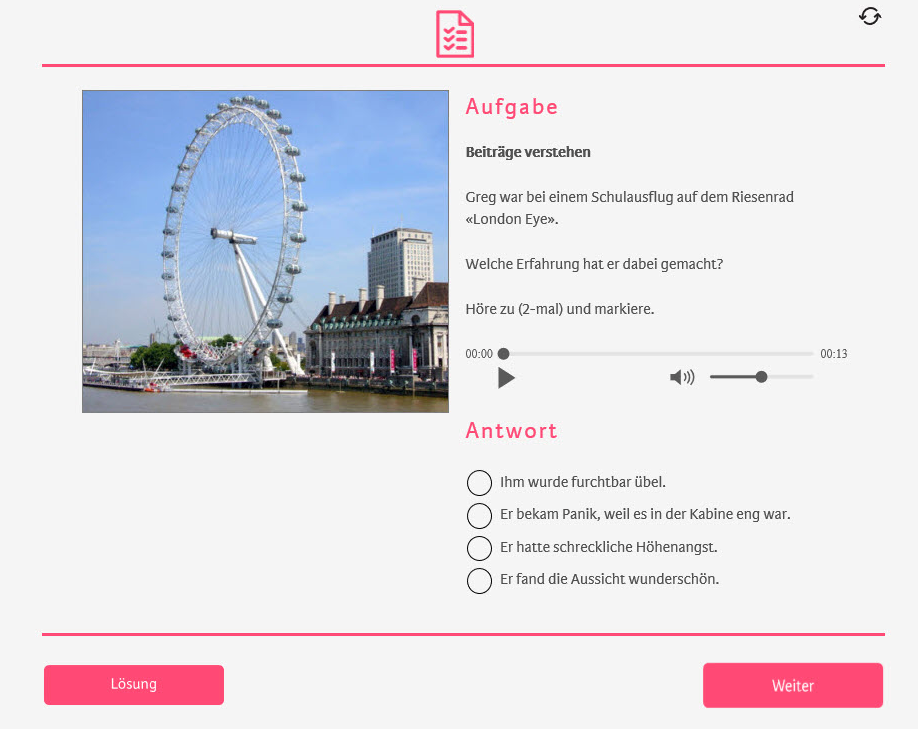 Aufgabe
Beiträge verstehen
Greg war bei einem Schulausflug auf dem Riesenrad
«London Eye».
Welche Erfahrung hat er dabei gemacht?
Höre zu (2-mal) und markiere.
00:00 00:13
Antwort
Ihm wurde furchtbar übel.
Er bekam Panik, weil es in der Kabine eng war.
Er hatte schreckliche Höhenangst.
Er fand die Aussicht wunderschön.
Lösung Weiter